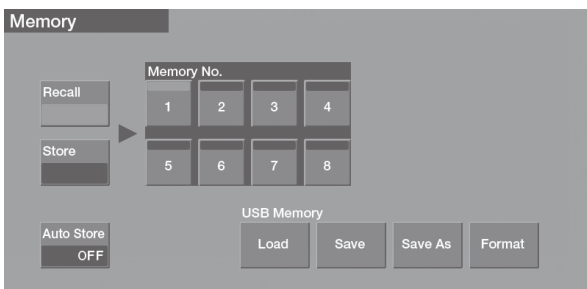 Memory
Memory No.
Recall
1 2 3 4
Store
5 6 7 8
USB Memory
Auto Store
OFF
Load Save Save As Format